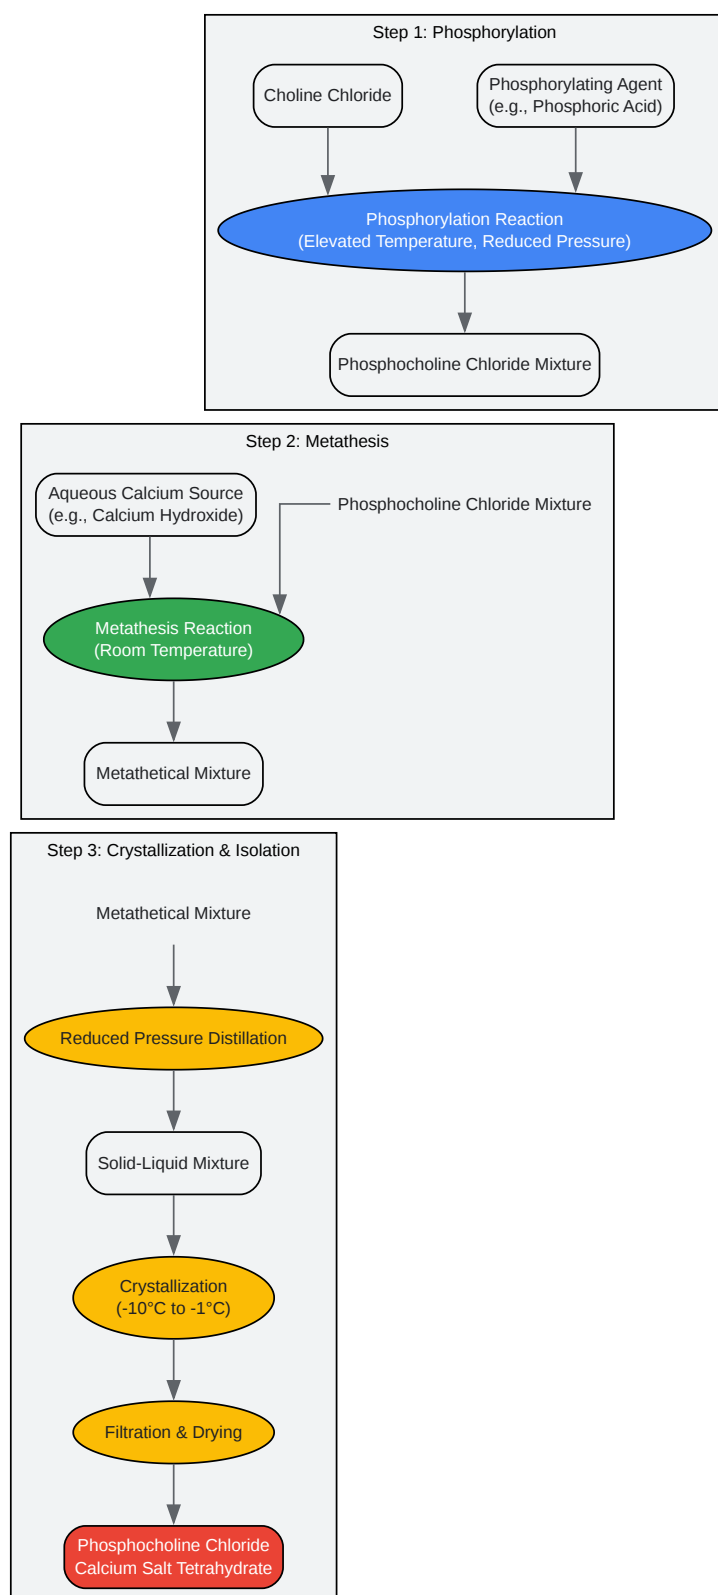 Step 1: Phosphorylation
Choline Chloride
Phosphorylating Agent
(e.g., Phosphoric Acid)
Phosphorylation Reaction
(Elevated Temperature, Reduced Pressure)
Phosphocholine Chloride Mixture
Step 2: Metathesis
Aqueous Calcium Source
(e.g., Calcium Hydroxide)
Phosphocholine Chloride Mixture
Metathesis Reaction
(Room Temperature)
Metathetical Mixture
Step 3: Crystallization & Isolation
Metathetical Mixture
Reduced Pressure Distillation
Solid-Liquid Mixture
Crystallization
(-10°C to -1°C)
Filtration & Drying
Phosphocholine Chloride
Calcium Salt Tetrahydrate